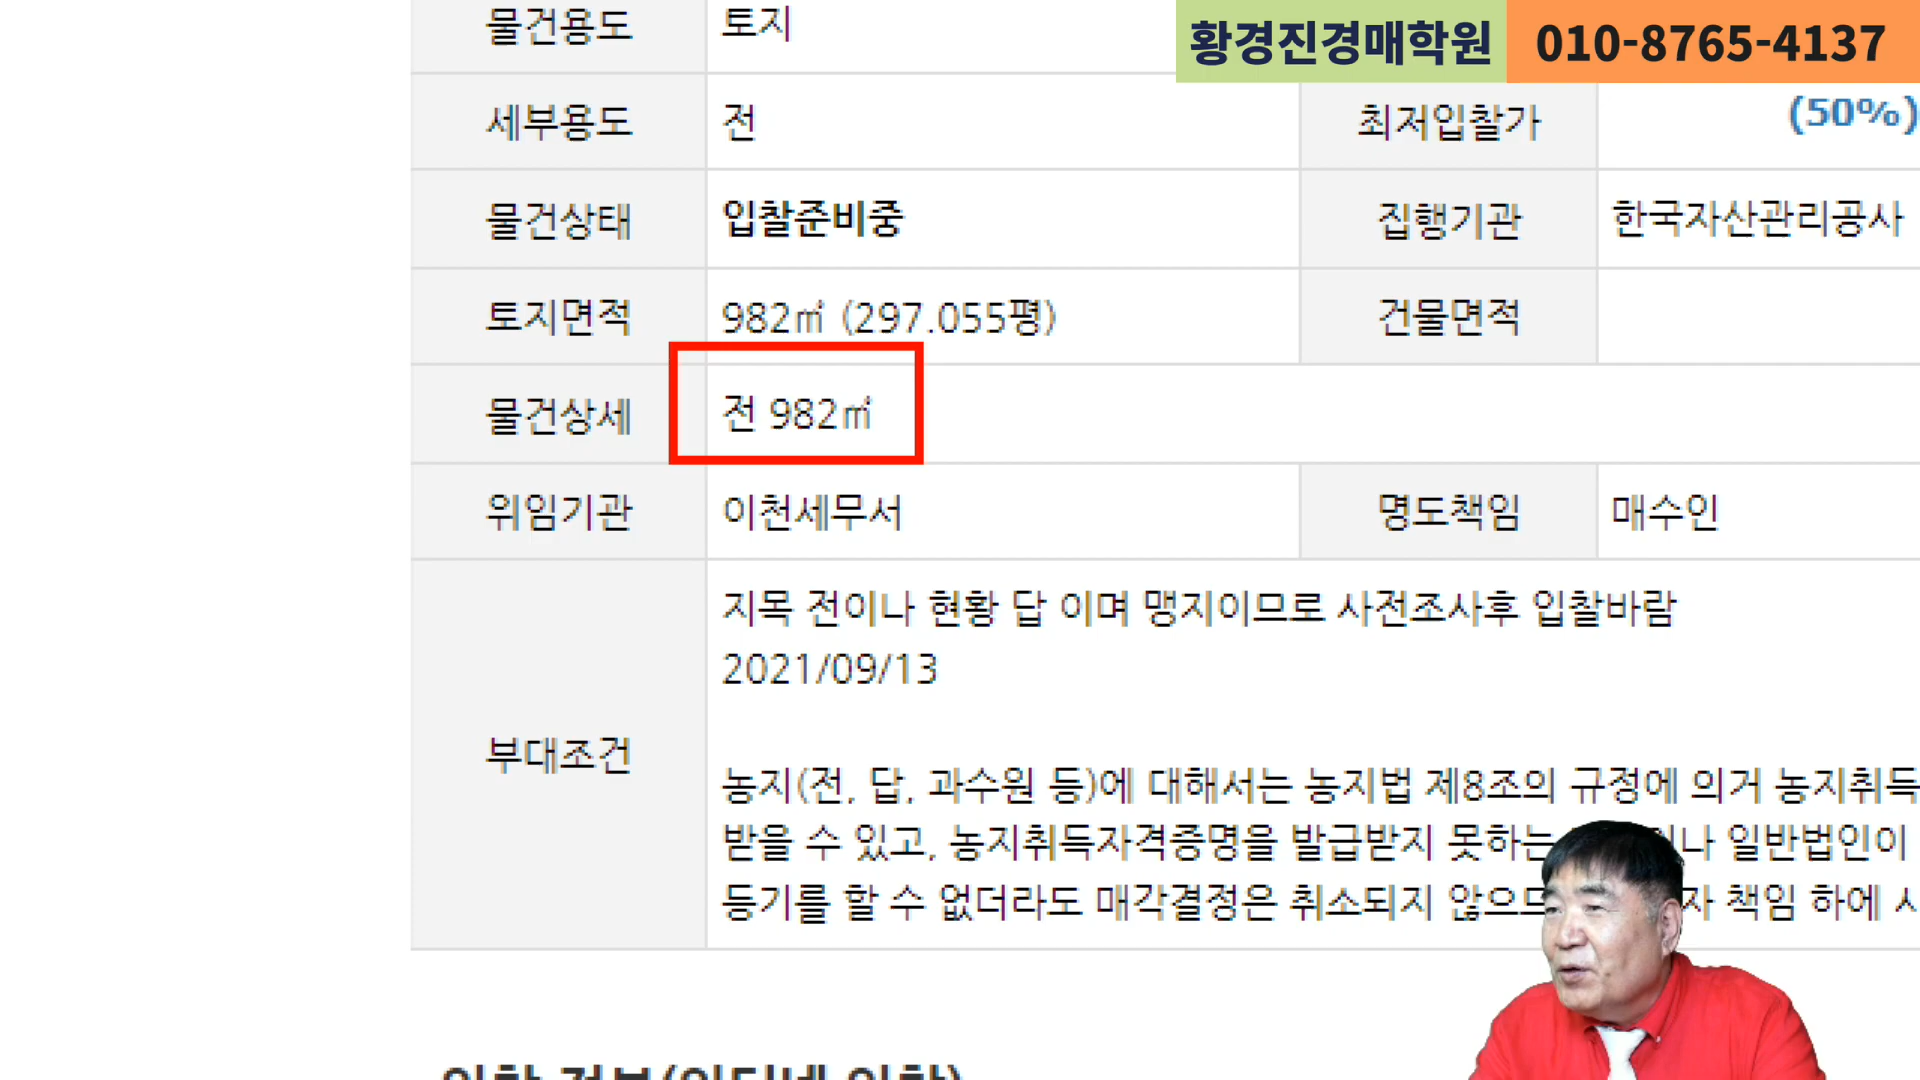 황경진경매학원 010-8765-4137
물건용도 토지
세부용도 전 최저입찰가 (50%)
물건상태 입찰준비중 집행기관 한국자산관리공사
토지면적 982㎡ (297.055평) 건물면적
물건상세 전 982㎡
위임기관 이천세무서 명도책임 매수인
부대조건
지목 전이나 현황 답 이며 맹지이므로 사전조사후 입찰바람
2021/09/13
농지(전, 답, 과수원 등)에 대해서는 농지법 제8조의 규정에 의거 농지취득
받을 수 있고, 농지취득자격증명을 발급받지 못하는 일반법인이
등기를 할 수 없더라도 매각결정은 취소되지 않으므 책임 하에